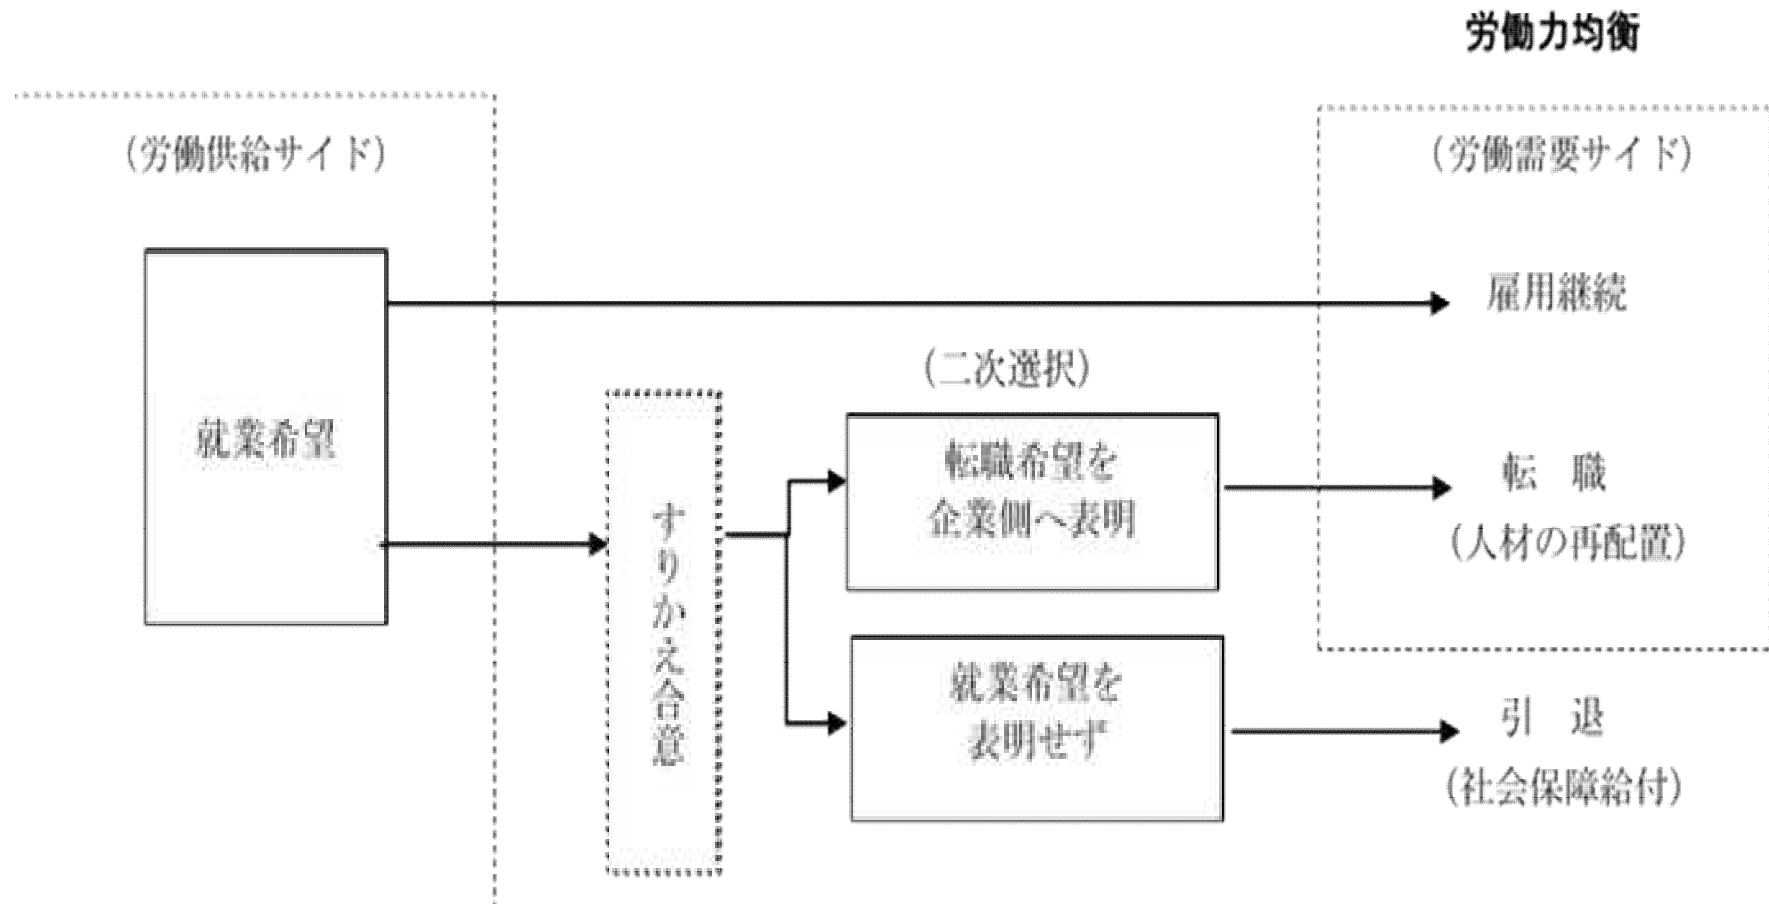 労働力均衡
(労働供給サイド)
(労働需要サイド)
雇用継続
(二次選択)
就業希望
転職希望を
企業側へ表明
転 職
(人材の再配置)
すりかえ合意
就業希望を
表明せず
引 退
(社会保障給付)